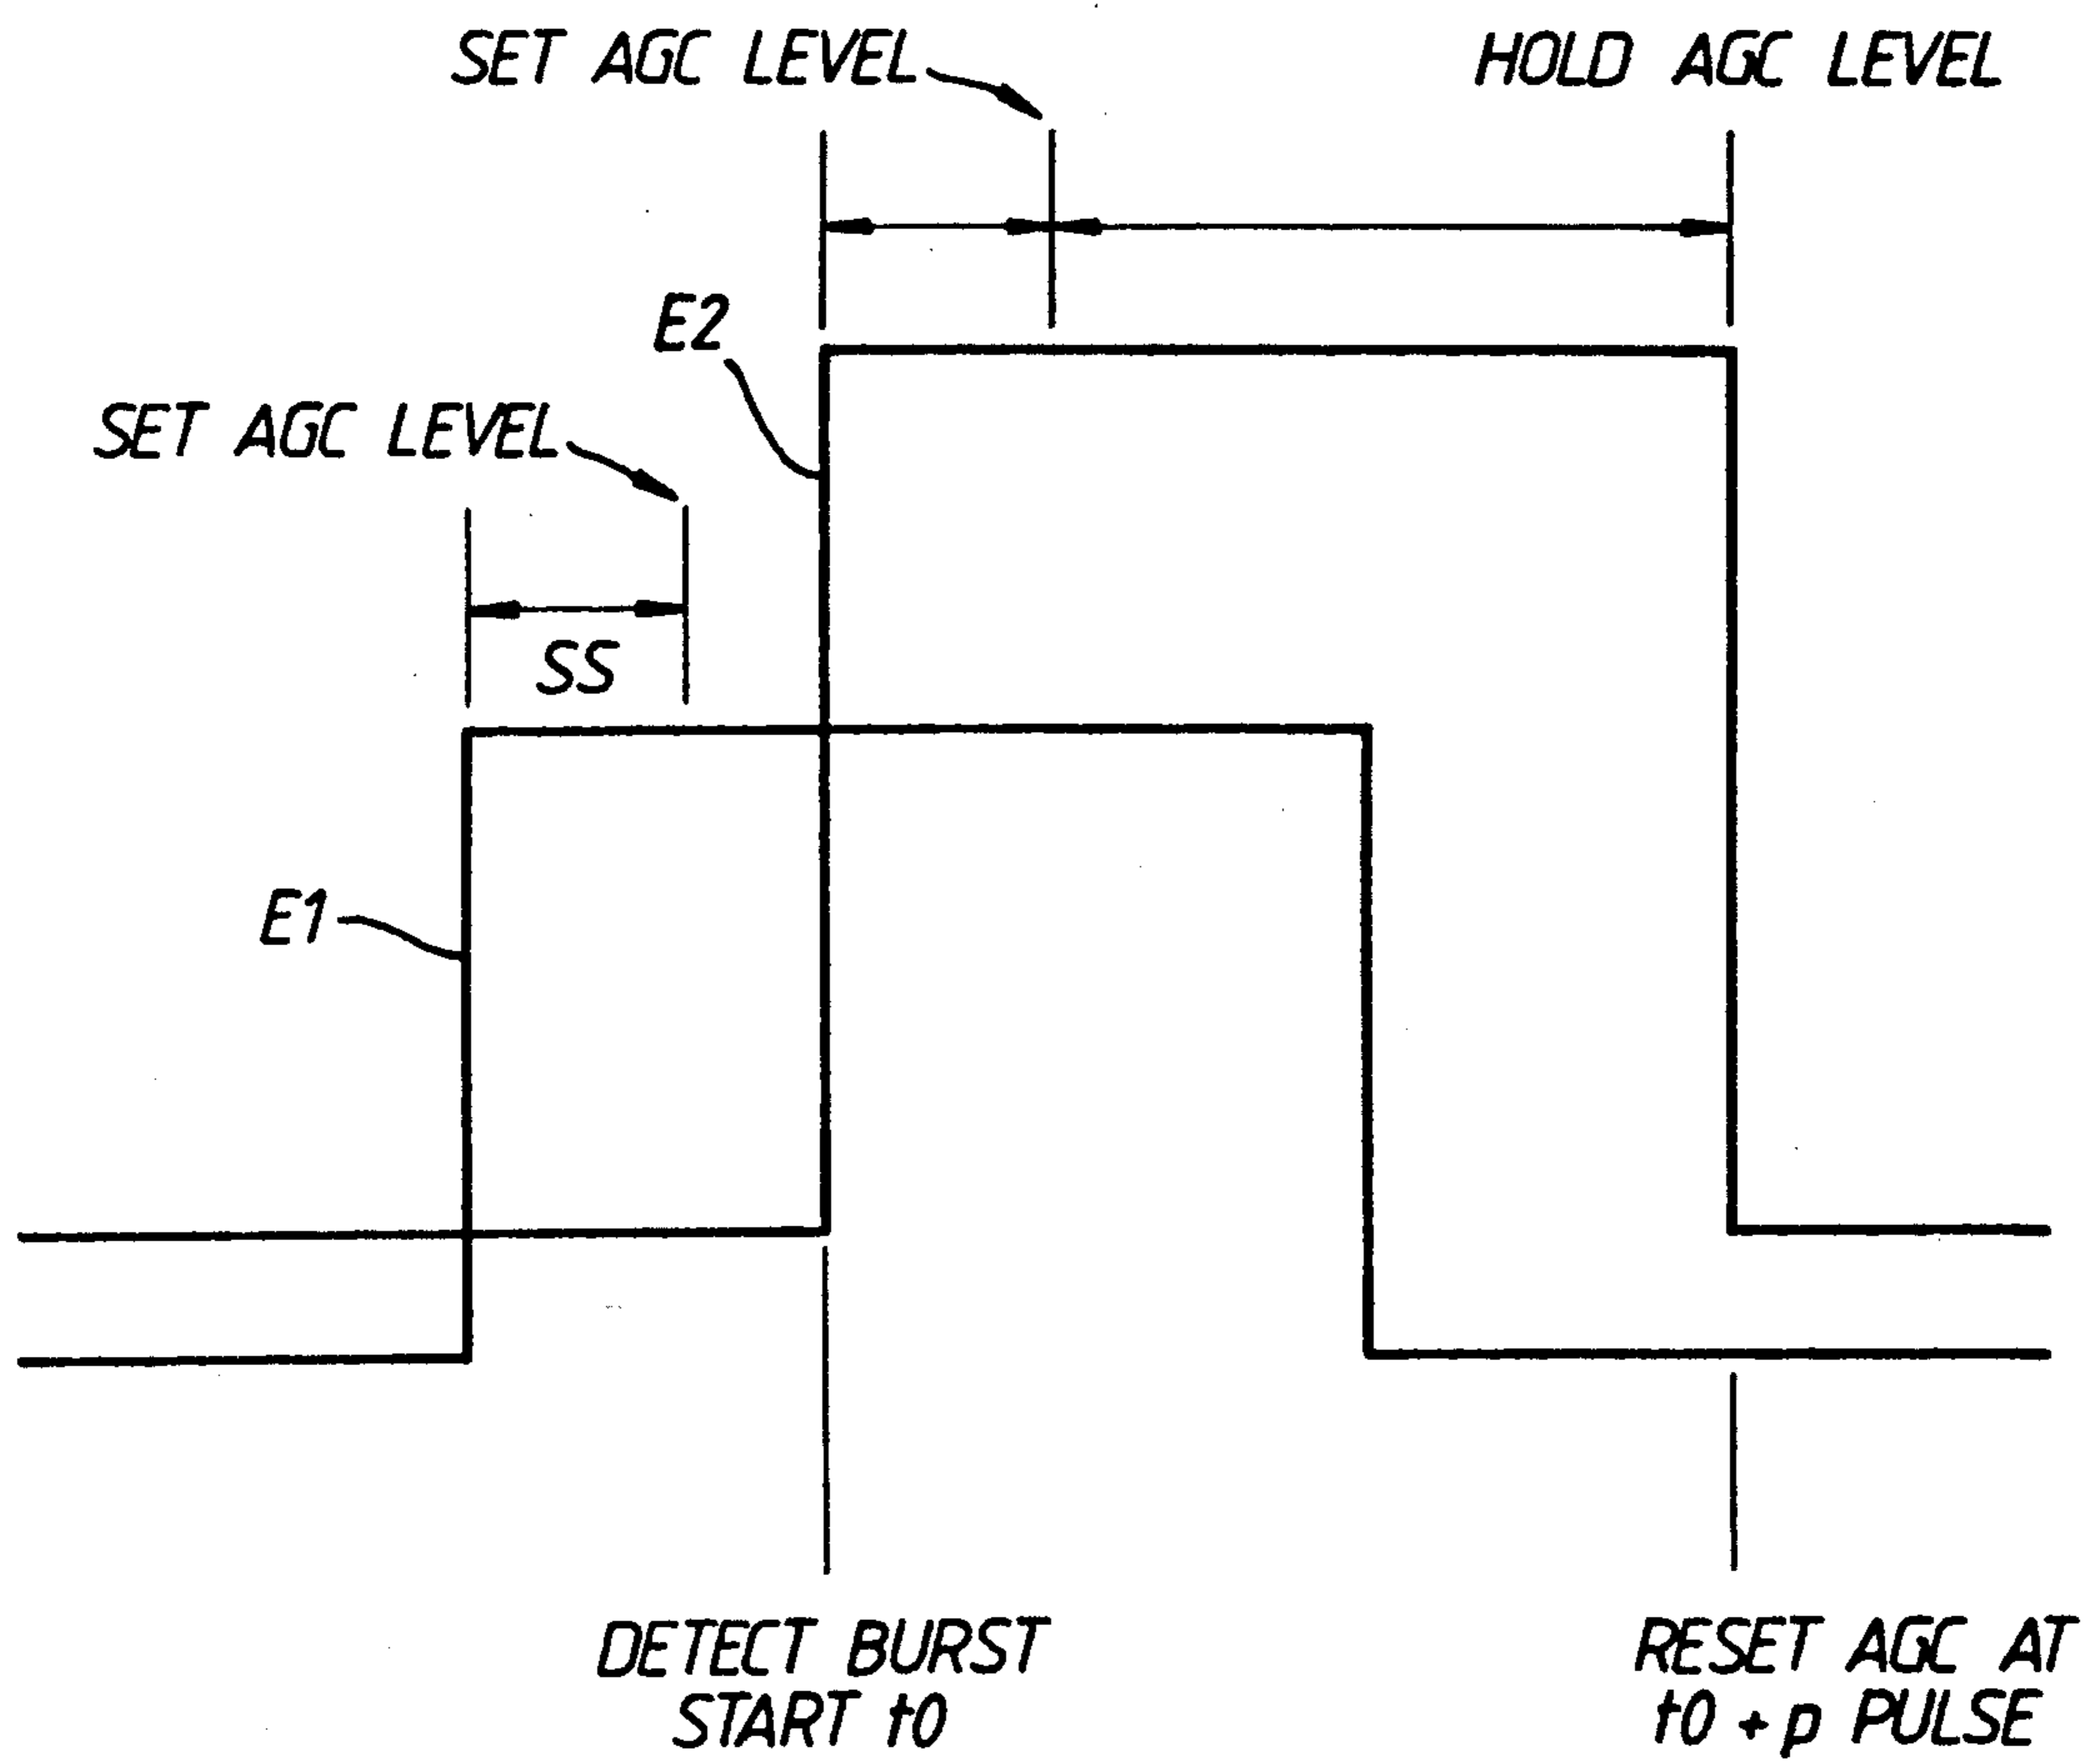 SET AGC LEVEL
HOLD AGC LEVEL
E2
SET AGC LEVEL
SS
E1
DETECT BURST
START t0
RESET AGC AT
t0 + p PULSE